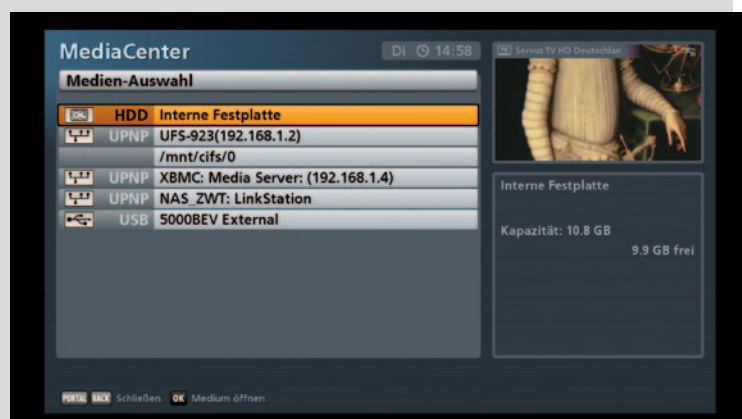 MediaCenter
Di 14:58
TV Servus TV HD Deutschlan
Medien-Auswahl
HDD Interne Festplatte
UPNP UFS-923(192.168.1.2)
/mnt/cifs/0
UPNP XBMC: Media Server: (192.168.1.4)
UPNP NAS_ZWT: LinkStation
USB 5000BEV External
Interne Festplatte
Kapazität: 10.8 GB
9.9 GB frei
PORTAL BACK Schließen OK Medium öffnen